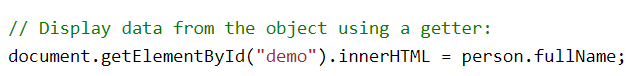 // Display data from the object using a getter:
document.getElementById("demo").innerHTML = person.fullName;